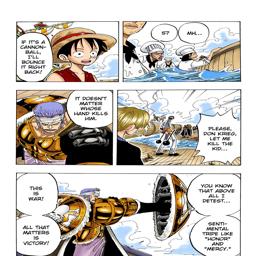 IF IT'S A
CANNON-
BALL,
I'LL
BOUNCE IT
RIGHT
BACK!
S?
MH...
IT
DOESN'T
MATTER
WHOSE
HAND KILLS
HIM.
PLEASE,
DON KRIEG,
LET ME
KILL THE
KID...
THIS
IS
WAR!
ALL THAT
MATTERS
IS
VICTORY!
YOU KNOW
THAT ABOVE
ALL I
DETEST...
SENTI-
MENTAL
TRIPE LIKE
"HONOR"
AND
"MERCY."